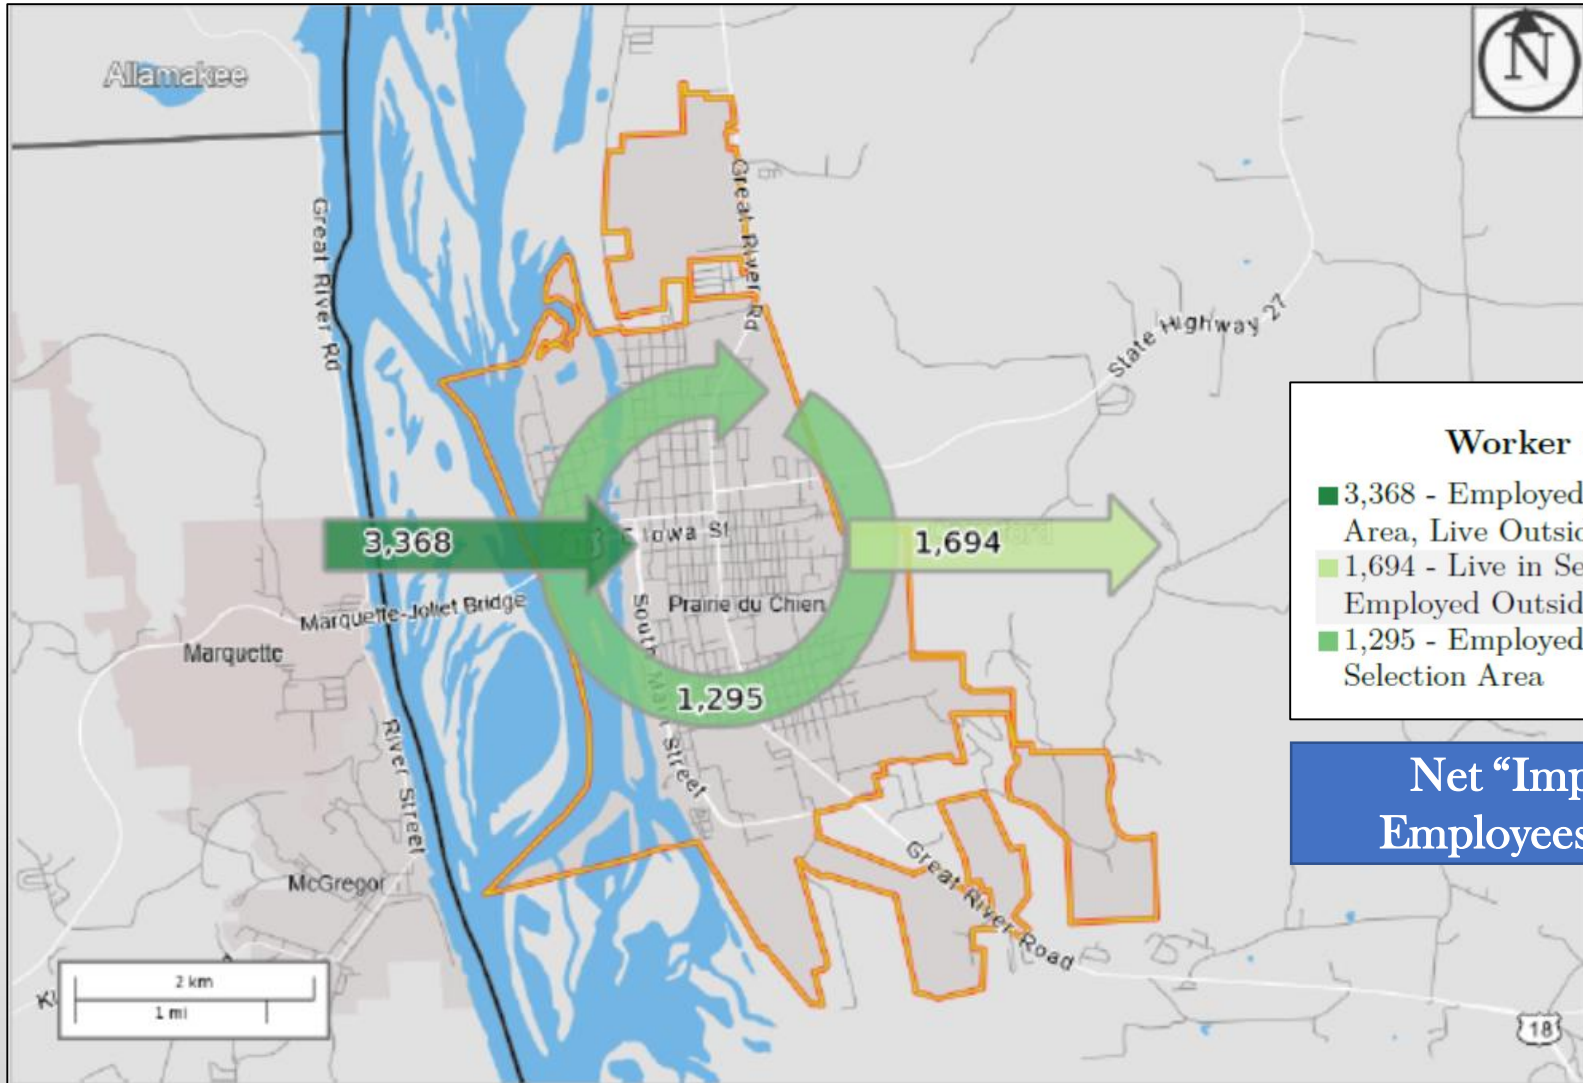 Allamakee
N
Great River Rd
Great River Rd
State Highway 27
3,368
Iowa St
1,694
Marquette-Joliet Bridge
Prairie du Chien
Marquette
South Main Street
1,295
River Street
McGregor
Great River Road
2 km
1 mi
18
Worker
3,368 - Employed
Area, Live Outsid
1,694 - Live in Se
Employed Outsid
1,295 - Employed
Selection Area
Net “Imp
Employees